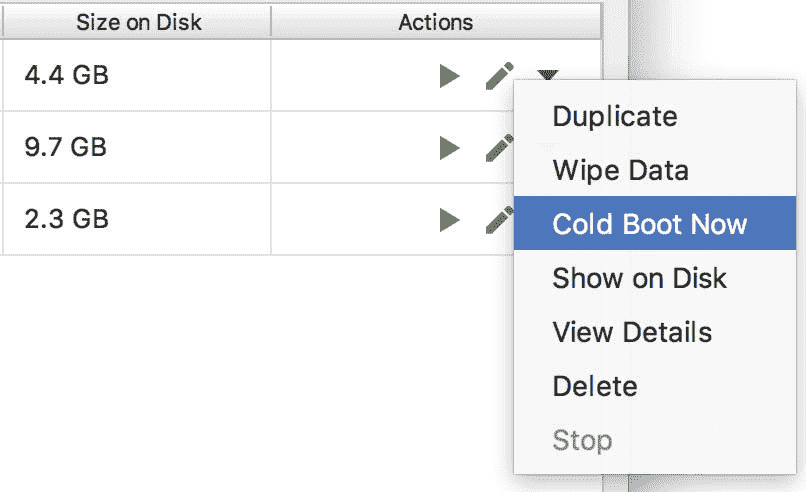 Size on Disk Actions
4.4 GB
9.7 GB
2.3 GB
Duplicate
Wipe Data
Cold Boot Now
Show on Disk
View Details
Delete
Stop